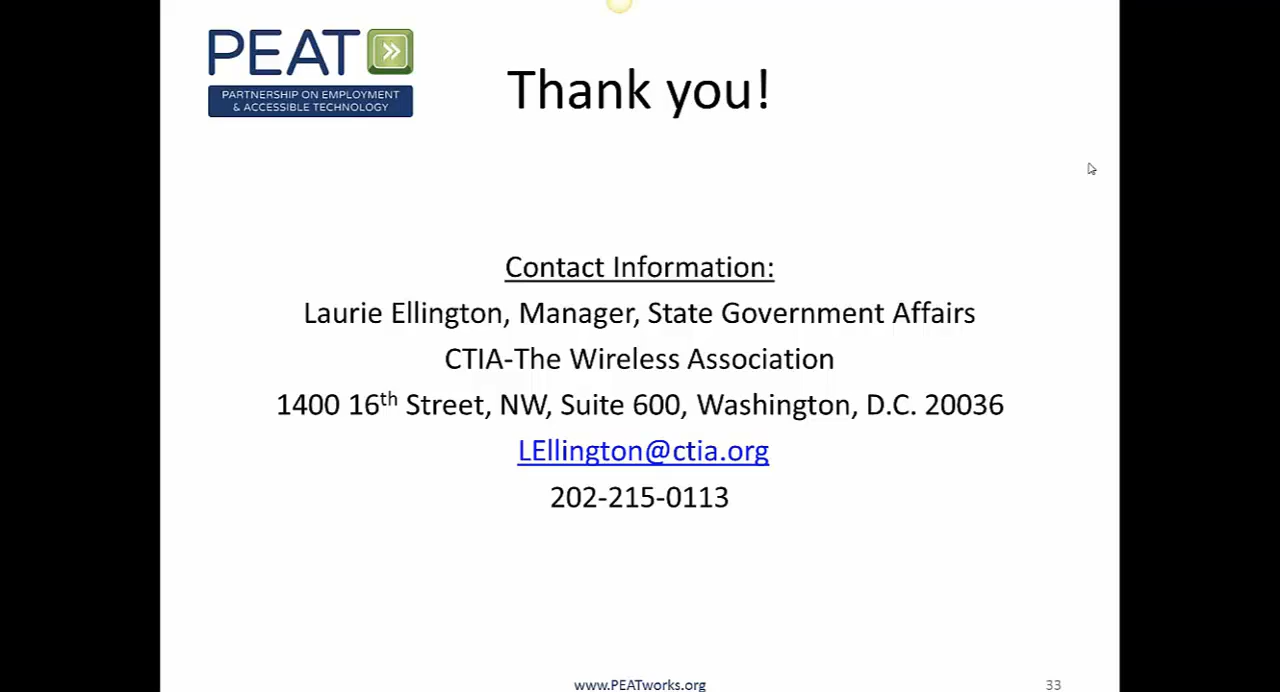 PEAT
PARTNERSHIP ON EMPLOYMENT
& ACCESSIBLE TECHNOLOGY
Thank you!
Contact Information:
Laurie Ellington, Manager, State Government Affairs
CTIA-The Wireless Association
1400 16th Street, NW, Suite 600, Washington, D.C. 20036
LEllington@ctia.org
202-215-0113
www.PEATworks.org
33